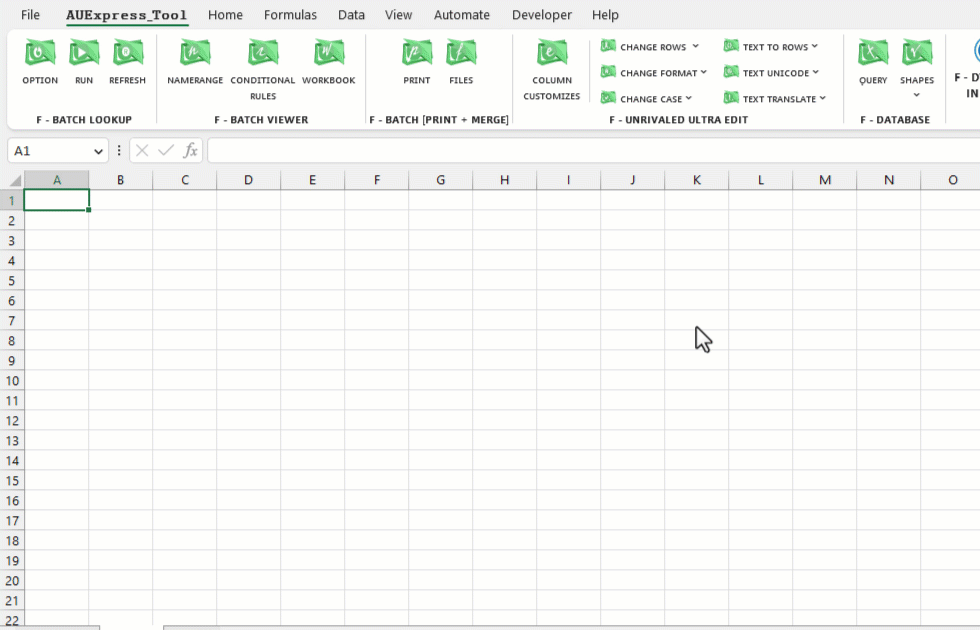 File AUExpress_Tool Home Formulas Data View Automate Developer Help
OPTION RUN REFRESH
F - BATCH LOOKUP
NAMERANGE CONDITIONAL RULES WORKBOOK
F - BATCH VIEWER
PRINT FILES
F - BATCH [PRINT + MERGE]
COLUMN CUSTOMIZES
CHANGE ROWS TEXT TO ROWS
CHANGE FORMAT TEXT UNICODE
CHANGE CASE TEXT TRANSLATE
F - UNRIVALED ULTRA EDIT
QUERY SHAPES
F - DATABASE
F - D
IN
A1 fx
A B C D E F G H I J K L M N O
1
2
3
4
5
6
7
8
9
10
11
12
13
14
15
16
17
18
19
20
21
22